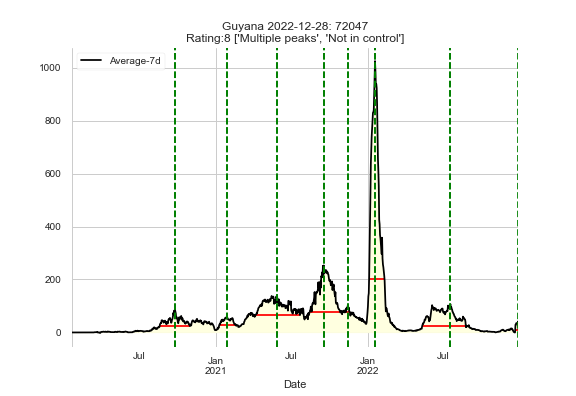 Guyana 2022-12-28: 72047
Rating:8 ['Multiple peaks', 'Not in control']
Average-7d
1000
800
600
400
200
0
Jul
Jan
2021
Jul
Jan
2022
Jul
Date